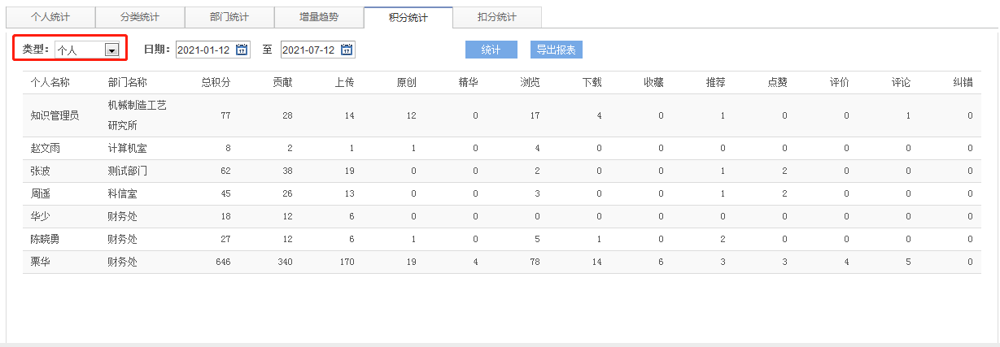 个人统计 分类统计 部门统计 增量趋势 积分统计 扣分统计
类型: 个人 日期: 2021-01-12 17 至 2021-07-12 17 统计 导出报表
个人名称 部门名称 总积分 贡献 上传 原创 精华 浏览 下载 收藏 推荐 点赞 评价 评论 纠错
知识管理员 机械制造工艺研究所 77 28 14 12 0 17 4 0 1 0 0 1 0
赵文雨 计算机室 8 2 1 1 0 4 0 0 0 0 0 0 0
张波 测试部门 62 38 19 0 0 2 0 0 1 2 0 0 0
周遥 科信室 45 26 13 0 0 3 0 0 1 2 0 0 0
华少 财务处 18 12 6 0 0 0 0 0 0 0 0 0 0
陈晓勇 财务处 27 12 6 1 0 5 1 0 2 0 0 0 0
栗华 财务处 646 340 170 19 4 78 14 6 3 3 4 5 0